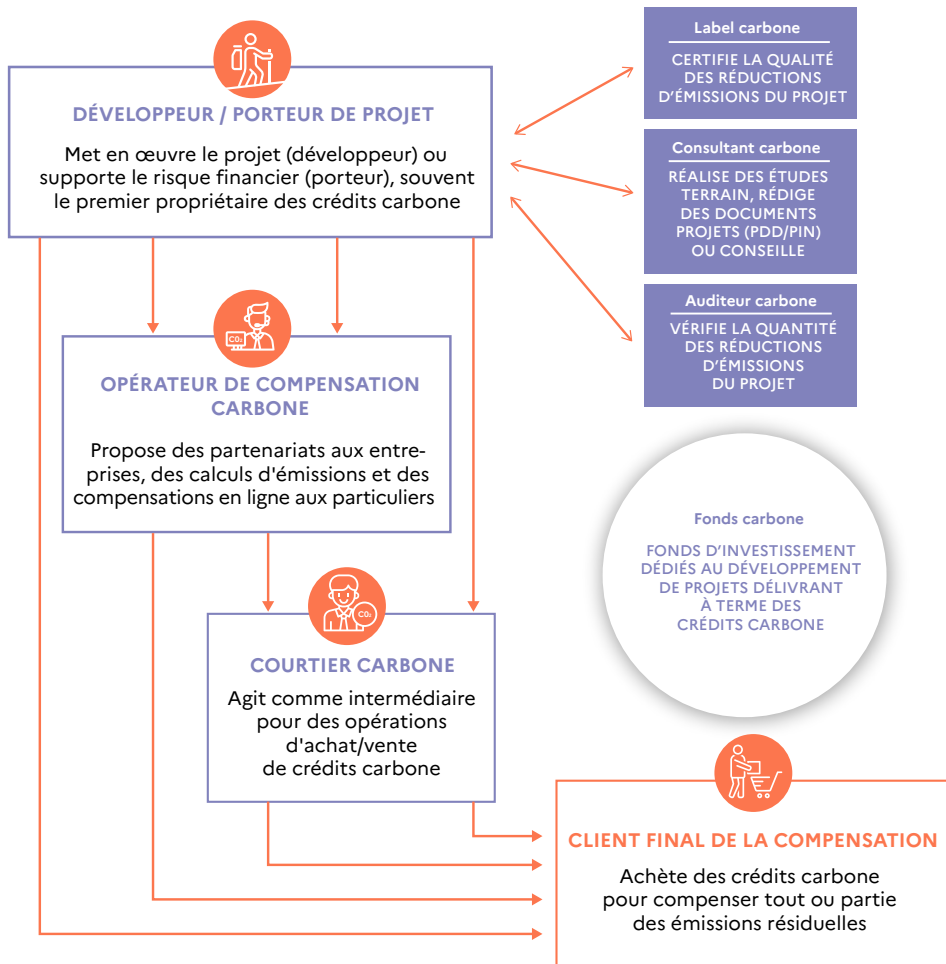 DÉVELOPPEUR / PORTEUR DE PROJET
Met en œuvre le projet (développeur) ou
supporte le risque financier (porteur), souvent
le premier propriétaire des crédits carbone
Label carbone
CERTIFIE LA QUALITÉ
DES RÉDUCTIONS
D'ÉMISSIONS DU PROJET
Consultant carbone
RÉALISE DES ÉTUDES
TERRAIN, RÉDIGE
DES DOCUMENTS
PROJETS (PDD/PIN)
OU CONSEILLE
Auditeur carbone
VÉRIFIE LA QUANTITÉ
DES RÉDUCTIONS
D'ÉMISSIONS
DU PROJET
CO₂
OPÉRATEUR DE COMPENSATION
CARBONE
Propose des partenariats aux entre-
prises, des calculs d'émissions et des
compensations en ligne aux particuliers
Fonds carbone
FONDS D'INVESTISSEMENT
DÉDIÉS AU DÉVELOPPEMENT
DE PROJETS DÉLIVRANT
À TERME DES
CRÉDITS CARBONE
CO₂
COURTIER CARBONE
Agit comme intermédiaire
pour des opérations
d'achat/vente
de crédits carbone
CLIENT FINAL DE LA COMPENSATION
Achète des crédits carbone
pour compenser tout ou partie
des émissions résiduelles